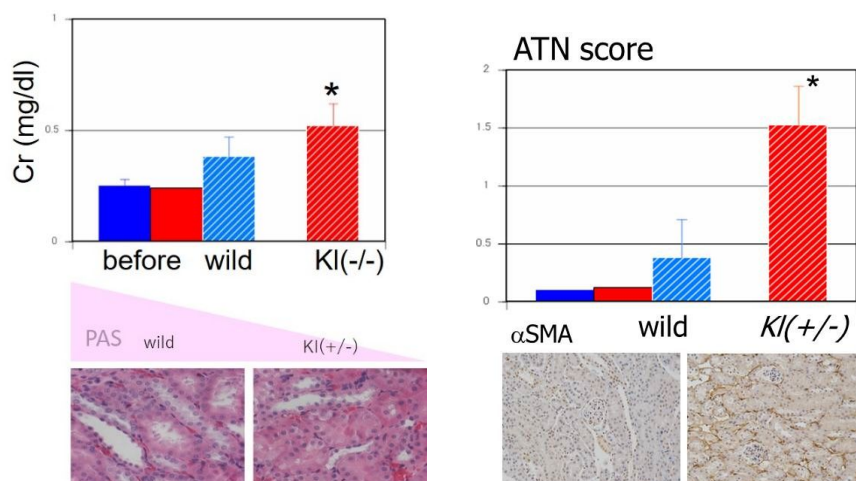 1
Cr (mg/dl)
0.5
0
*
before wild Kl(-/-)
PAS wild Kl(+/-)
ATN score
2
1.5
1
0.5
0
*
αSMA wild Kl(+/-)